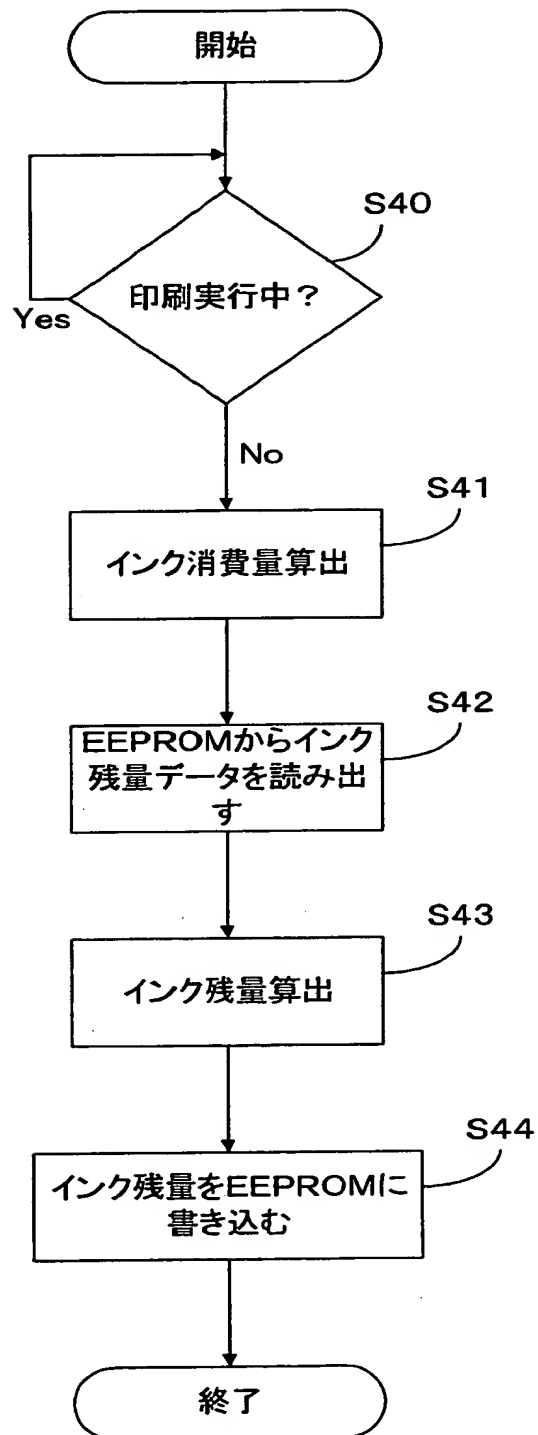 開始
S40
印刷実行中？
Yes
No
S41
インク消費量算出
S42
EEPROMからインク
残量データを読み出
す
S43
インク残量算出
S44
インク残量をEEPROMに
書き込む
終了